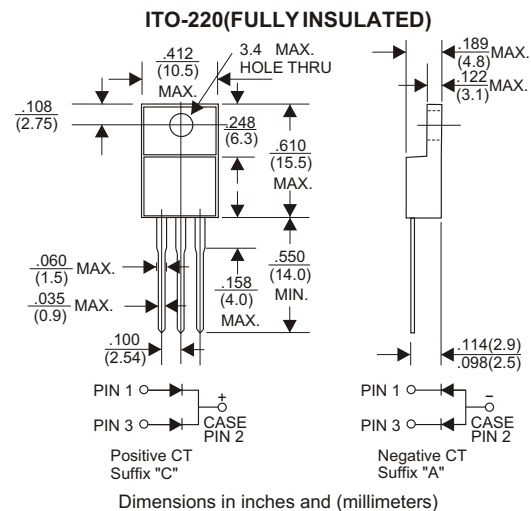 ITO-220(FULLY INSULATED)
.412
(10.5)
MAX.
3.4 MAX.
HOLE THRU
.189
(4.8) MAX.
.122
(3.1) MAX.
.108
(2.75)
.248
(6.3)
.610
(15.5)
MAX.
.060
(1.5) MAX.
.035
(0.9) MAX.
.158
(4.0)
MAX.
.550
(14.0)
MIN.
.100
(2.54)
.114(2.9)
.098(2.5)
PIN 1
+
PIN 3
CASE
PIN 2
Positive CT
Suffix "C"
PIN 1
–
PIN 3
CASE
PIN 2
Negative CT
Suffix "A"
Dimensions in inches and (millimeters)